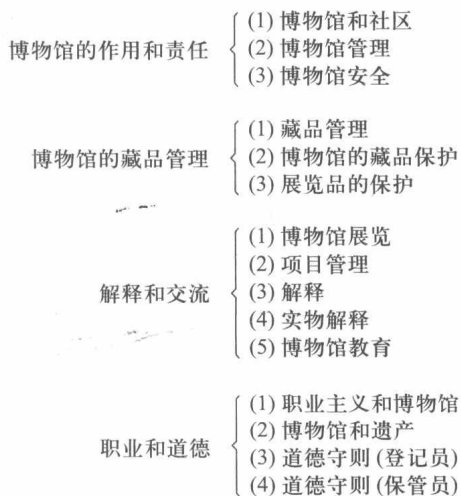 博物馆的作用和责任
(1) 博物馆和社区
(2) 博物馆管理
(3) 博物馆安全
博物馆的藏品管理
(1) 藏品管理
(2) 博物馆的藏品保护
(3) 展览品的保护
解释和交流
(1) 博物馆展览
(2) 项目管理
(3) 解释
(4) 实物解释
(5) 博物馆教育
职业和道德
(1) 职业主义和博物馆
(2) 博物馆和遗产
(3) 道德守则(登记员)
(4) 道德守则(保管员)